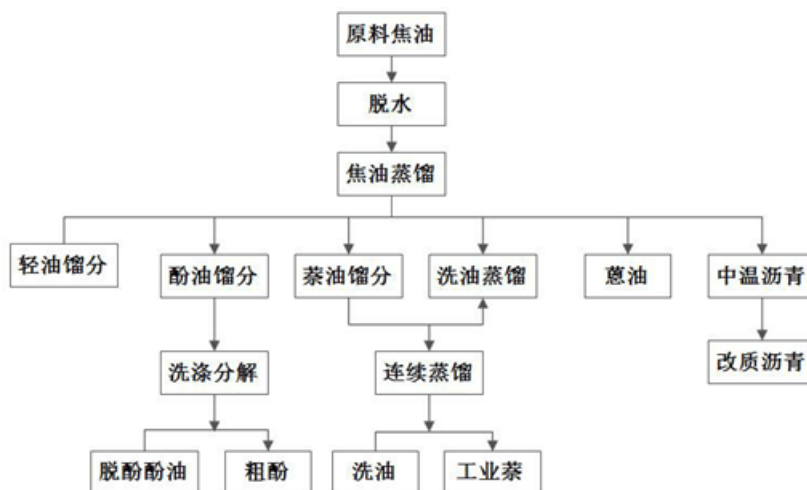 原料焦油
脱水
焦油蒸馏
轻油馏分
酚油馏分
萘油馏分
洗油蒸馏
蒽油
中温沥青
洗涤分解
连续蒸馏
改质沥青
脱酚酚油
粗酚
洗油
工业萘